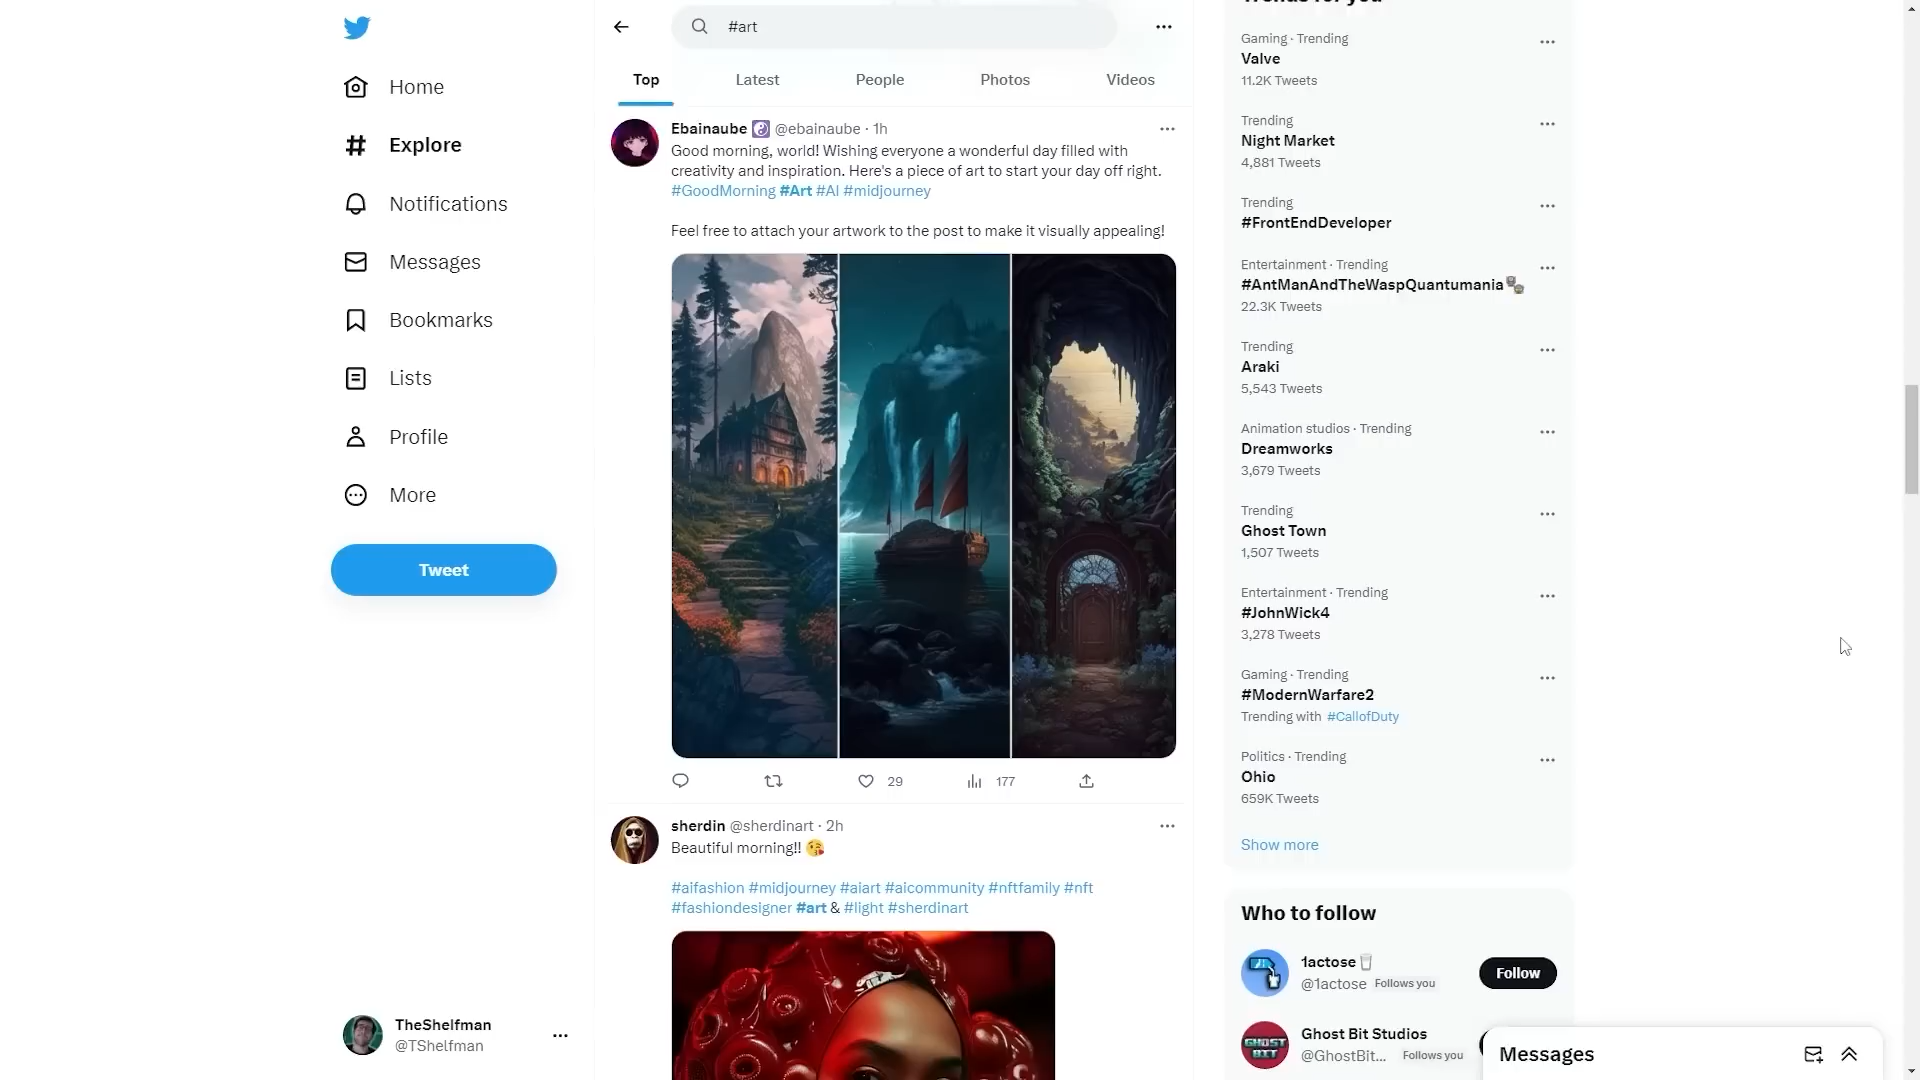 Home
Explore
Notifications
Messages
Bookmarks
Lists
Profile
More
Tweet
TheShelfman
@TShelfman
#art
Top
Latest
People
Photos
Videos
Ebainaube @ebainaube · 1h
Good morning, world! Wishing everyone a wonderful day filled with
creativity and inspiration. Here's a piece of art to start your day off right.
#GoodMorning #Art #AI #midjourney
Feel free to attach your artwork to the post to make it visually appealing!
29
177
sherdin @sherdinart · 2h
Beautiful morning!! 😘
#aifashion #midjourney #aiart #aicommunity #nftfamily #nft
#fashiondesigner #art & #light #sherdinart
Trends for you
Gaming · Trending
Valve
11.2K Tweets
Trending
Night Market
4,881 Tweets
Trending
#FrontEndDeveloper
Entertainment · Trending
#AntManAndTheWaspQuantumania
22.3K Tweets
Trending
Araki
5,543 Tweets
Animation studios · Trending
Dreamworks
3,679 Tweets
Trending
Ghost Town
1,507 Tweets
Entertainment · Trending
#JohnWick4
3,278 Tweets
Gaming · Trending
#ModernWarfare2
Trending with #CallofDuty
Politics · Trending
Ohio
659K Tweets
Show more
Who to follow
1actose🥛
@1actose Follows you
Follow
GHOST
BIT
Ghost Bit Studios
@GhostBit... Follows you
Messages